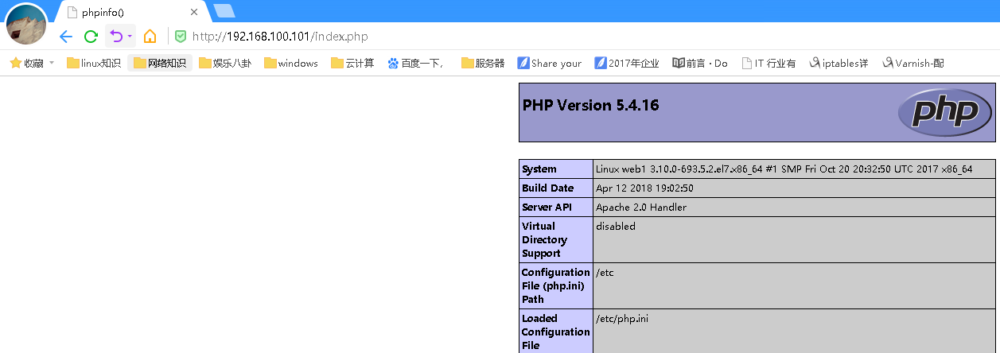 phpinfo()
http://192.168.100.101/index.php
收藏 linux知识 网络知识 娱乐八卦 windows 云计算 百度一下, 服务器 Share your 2017年企业 前言 · Do IT 行业有 iptables详 Varnish-配
PHP Version 5.4.16 php
System Linux web1 3.10.0-693.5.2.el7.x86_64 #1 SMP Fri Oct 20 20:32:50 UTC 2017 x86_64
Build Date Apr 12 2018 19:02:50
Server API Apache 2.0 Handler
Virtual disabled
Directory
Support
Configuration /etc
File (php.ini)
Path
Loaded /etc/php.ini
Configuration
File